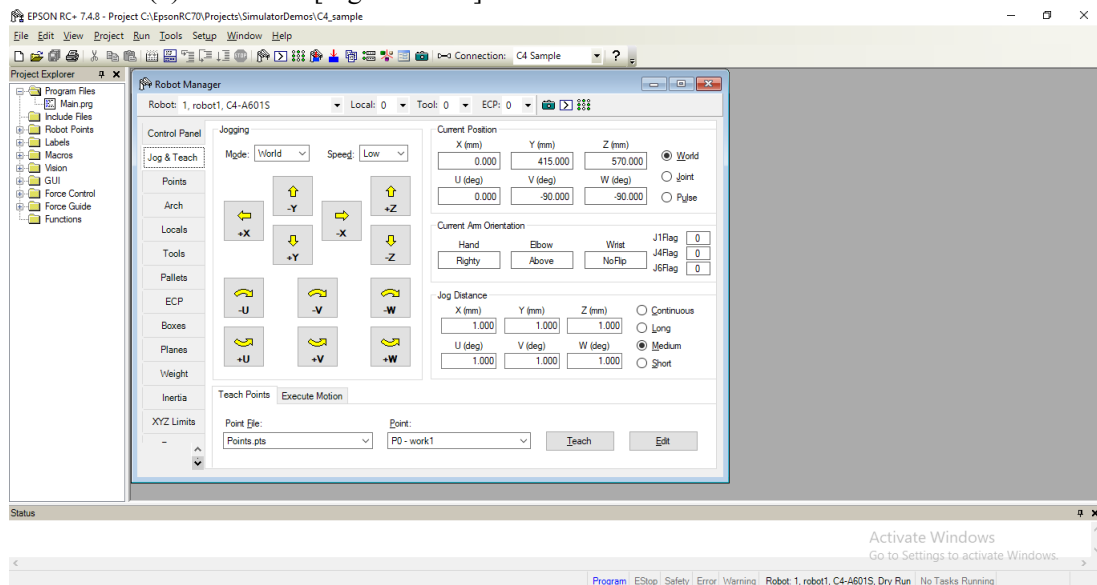 EPSON RC+ 7.4.8 - Project C:\EpsonRC70\Projects\SimulatorDemos\C4_sample
File Edit View Project Run Tools Setup Window Help
Connection: C4 Sample
Project Explorer
Program Files
Main.prg
Include Files
Robot Points
Labels
Macros
Vision
GUI
Force Control
Force Guide
Functions
Robot Manager
Robot: 1, robot1, C4-A601S Local: 0 Tool: 0 ECP: 0
Control Panel
Jog & Teach
Points
Arch
Locals
Tools
Pallets
ECP
Boxes
Planes
Weight
Inertia
XYZ Limits
Jogging
Mode: World Speed: Low
-Y +Z
+X -X
+Y -Z
-U -V -W
+U +V +W
Current Position
X (mm) Y (mm) Z (mm)
0.000 415.000 570.000
U (deg) V (deg) W (deg)
0.000 -90.000 -90.000
World
Joint
Pulse
Current Arm Orientation
Hand Elbow Wrist
Righty Above NoFlip
J1Flag 0
J4Flag 0
J6Flag 0
Jog Distance
X (mm) Y (mm) Z (mm)
1.000 1.000 1.000
U (deg) V (deg) W (deg)
1.000 1.000 1.000
Continuous
Long
Medium
Short
Teach Points Execute Motion
Point File: Point:
Points.pts P0 - work1 Teach Edit
Status
Activate Windows
Go to Settings to activate Windows.
Program EStop Safety Error Warning Robot: 1, robot1, C4-A601S, Dry Run No Tasks Running